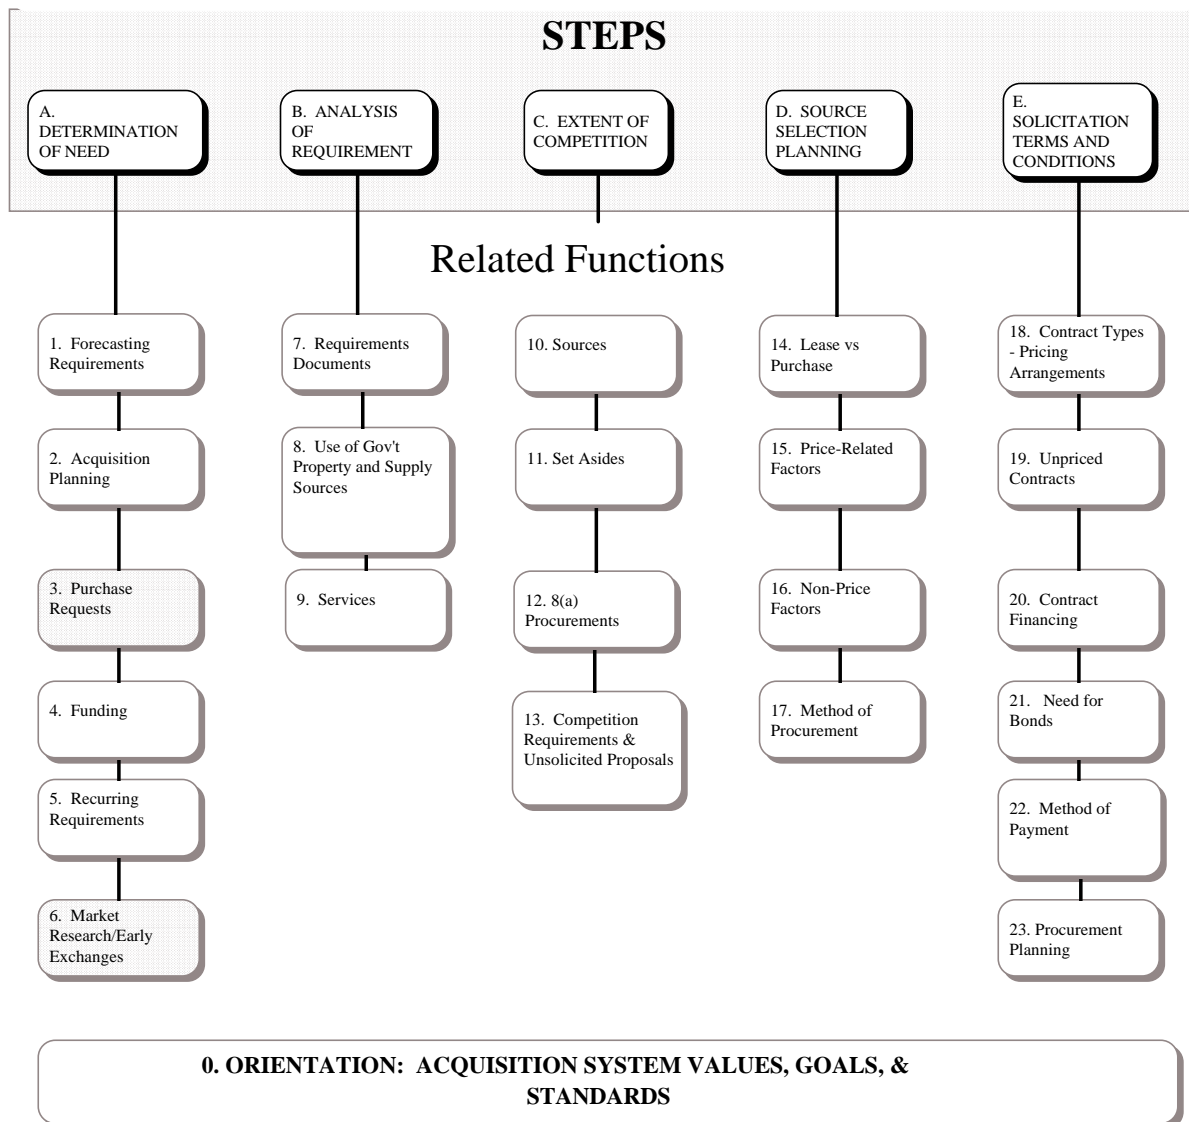 STEPS
A.
DETERMINATION
OF NEED
B. ANALYSIS
OF
REQUIREMENT
C. EXTENT OF
COMPETITION
D. SOURCE
SELECTION
PLANNING
E.
SOLICITATION
TERMS AND
CONDITIONS
Related Functions
1. Forecasting
Requirements
2. Acquisition
Planning
3. Purchase
Requests
4. Funding
5. Recurring
Requirements
6. Market
Research/Early
Exchanges
7. Requirements
Documents
8. Use of Gov't
Property and Supply
Sources
9. Services
10. Sources
11. Set Asides
12. 8(a)
Procurements
13. Competition
Requirements &
Unsolicited Proposals
14. Lease vs
Purchase
15. Price-Related
Factors
16. Non-Price
Factors
17. Method of
Procurement
18. Contract Types
- Pricing
Arrangements
19. Unpriced
Contracts
20. Contract
Financing
21. Need for
Bonds
22. Method of
Payment
23. Procurement
Planning
0. ORIENTATION: ACQUISITION SYSTEM VALUES, GOALS, &
STANDARDS